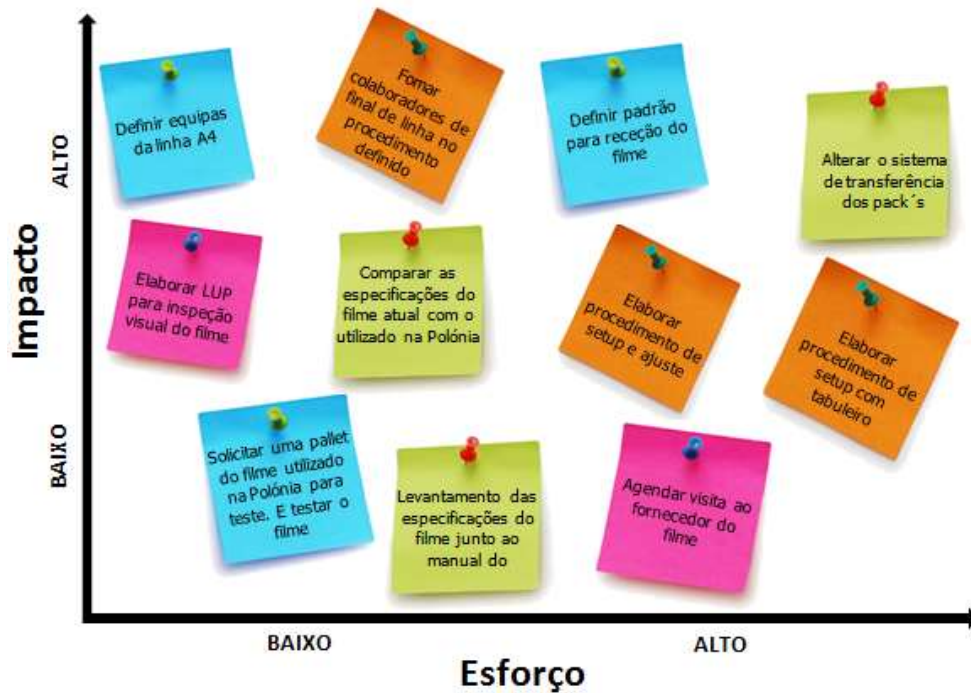 ALTO
Impacto
BAIXO
Definir equipas
da linha A4
Fomar
colaboradores de
final de linha no
procedimento
definido
Definir padrão
para receção do
filme
Alterar o sistema
de transferência
dos pack´s
Elaborar LUP
para inspeção
visual do filme
Comparar as
especificações do
filme atual com o
utilizado na Polónia
Elaborar
procedimento de
setup e ajuste
Elaborar
procedimento de
setup com
tabuleiro
Solicitar uma pallet
do filme utilizado
na Polónia para
teste. E testar o
filme
Levantamento das
especificações do
filme junto ao
manual do
Agendar visita ao
fornecedor do
filme
BAIXO
ALTO
Esforço